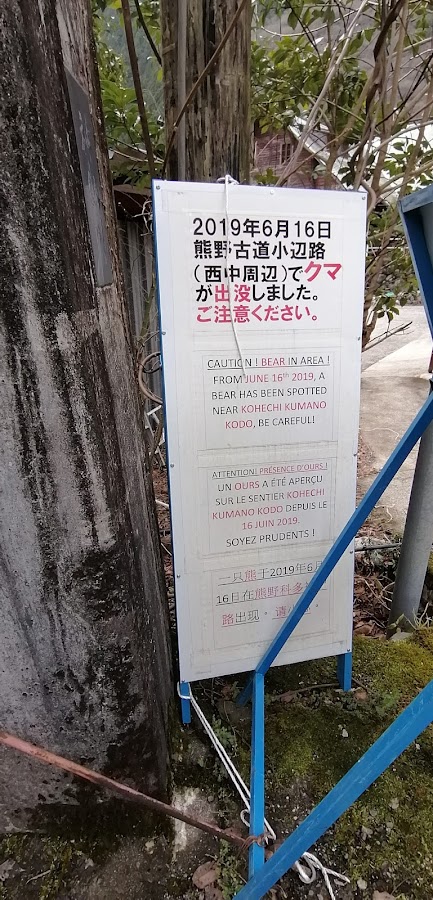 2019年6月16日
熊野古道小辺路
（西中周辺）でクマ
が出没しました。
ご注意ください。
CAUTION ! BEAR IN AREA !
FROM JUNE 16th 2019, A
BEAR HAS BEEN SPOTTED
NEAR KOHECHI KUMANO
KODO, BE CAREFUL!
ATTENTION! PRÉSENCE D'OURS !
UN OURS A ÉTÉ APERÇU
SUR LE SENTIER KOHECHI
KUMANO KODO DEPUIS LE
16 JUIN 2019.
SOYEZ PRUDENTS !
一只熊于2019年6月
16日在熊野科多
路出现。请